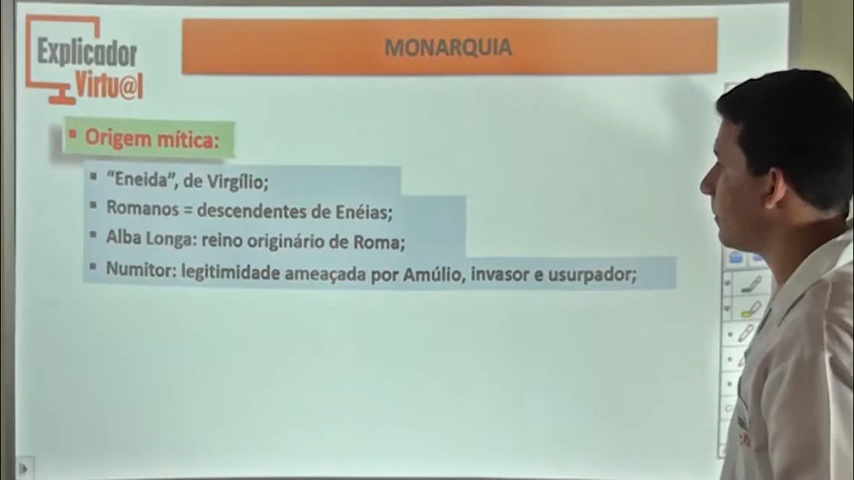 Explicador
Virtu@l
MONARQUIA
▪ Origem mítica:
▪ “Eneida”, de Virgílio;
▪ Romanos = descendentes de Enéias;
▪ Alba Longa: reino originário de Roma;
▪ Numitor: legitimidade ameaçada por Amúlio, invasor e usurpador;